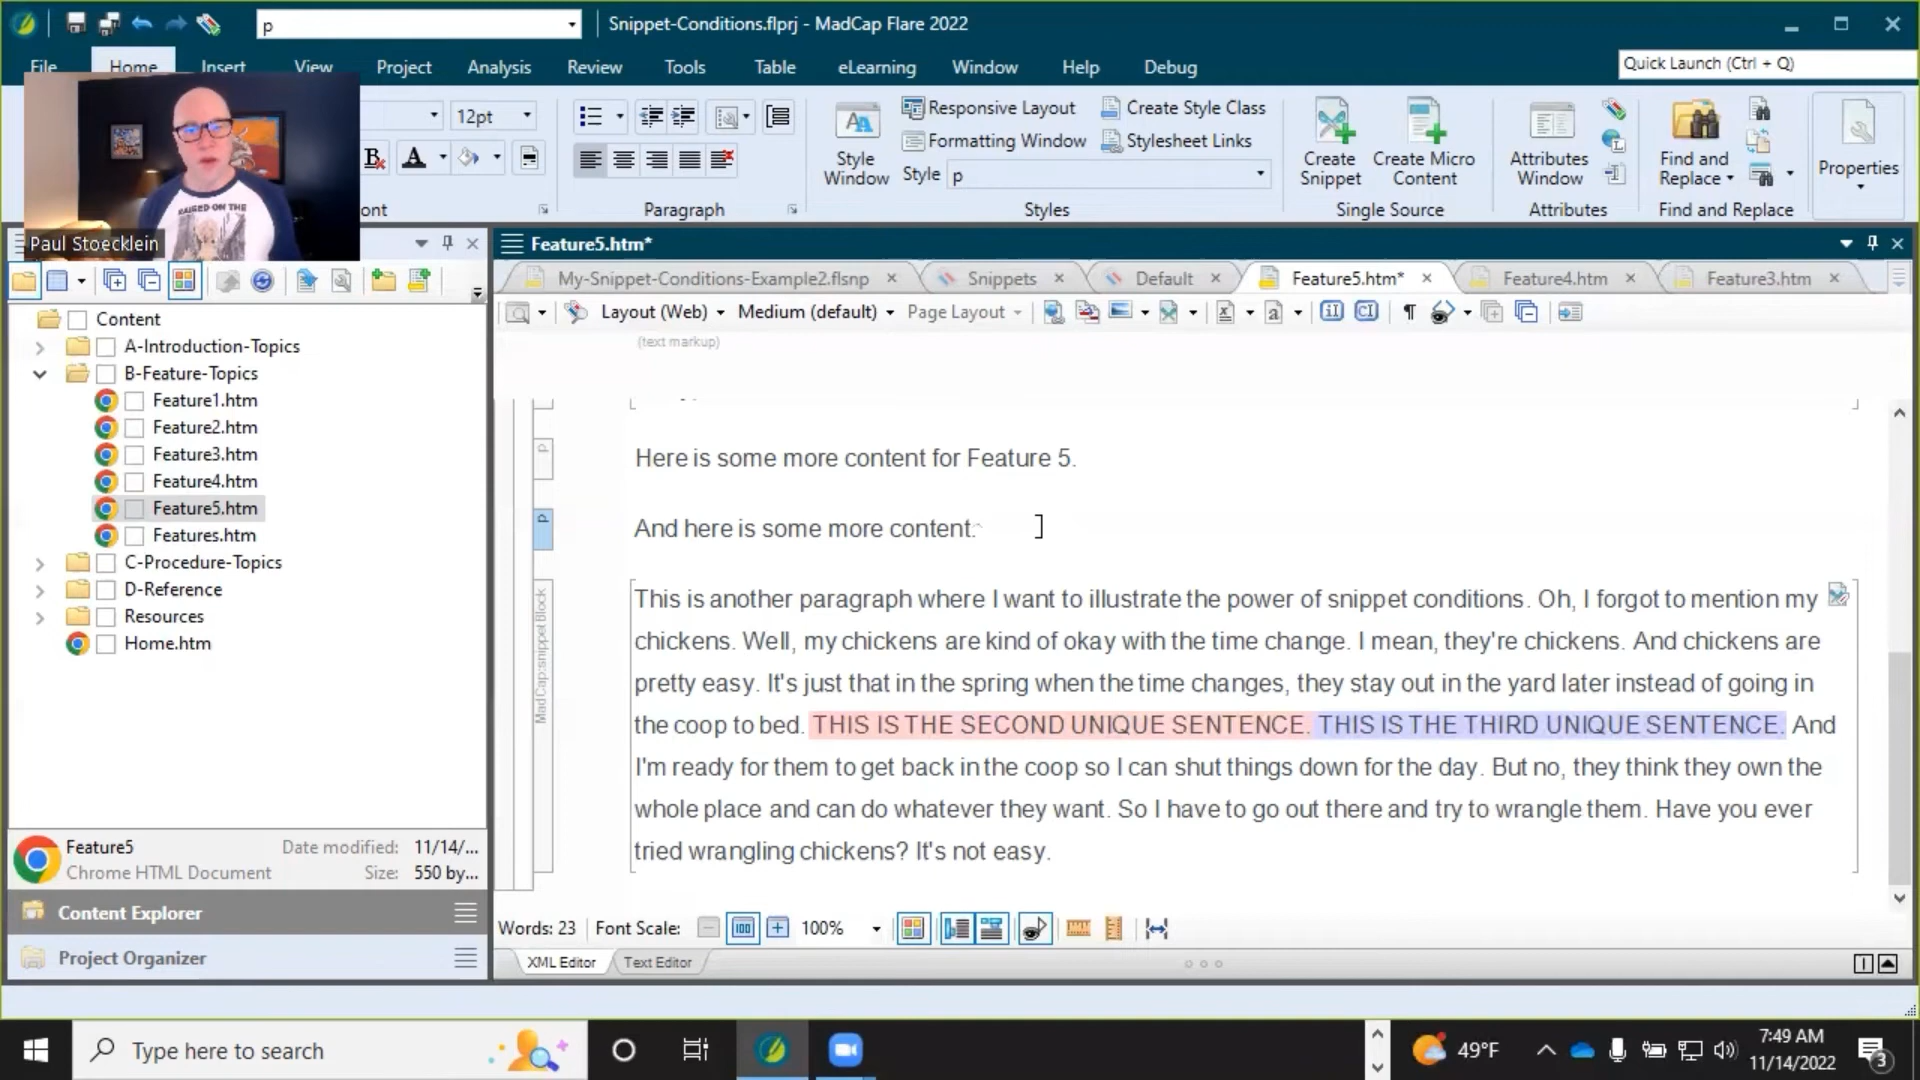 p
Snippet-Conditions.flprj - MadCap Flare 2022
File Home Insert View Project Analysis Review Tools Table eLearning Window Help Debug
Quick Launch (Ctrl + Q)
RAISED ON THE
Paul Stoecklein
12pt
Paragraph
Style Window
Responsive Layout
Formatting Window
Create Style Class
Stylesheet Links
Style p
Styles
Create Snippet
Create Micro Content
Single Source
Attributes Window
Attributes
Find and Replace
Find and Replace
Properties
Feature5.htm*
My-Snippet-Conditions-Example2.flsnp
Snippets
Default
Feature5.htm*
Feature4.htm
Feature3.htm
Layout (Web)
Medium (default)
Page Layout
(text markup)
Content
A-Introduction-Topics
B-Feature-Topics
Feature1.htm
Feature2.htm
Feature3.htm
Feature4.htm
Feature5.htm
Features.htm
C-Procedure-Topics
D-Reference
Resources
Home.htm
Feature5
Date modified: 11/14/...
Chrome HTML Document
Size: 550 by...
Content Explorer
Project Organizer
p
Here is some more content for Feature 5.
p
And here is some more content.
MadCap:snippetBlock
This is another paragraph where I want to illustrate the power of snippet conditions. Oh, I forgot to mention my
chickens. Well, my chickens are kind of okay with the time change. I mean, they're chickens. And chickens are
pretty easy. It's just that in the spring when the time changes, they stay out in the yard later instead of going in
the coop to bed. THIS IS THE SECOND UNIQUE SENTENCE. THIS IS THE THIRD UNIQUE SENTENCE. And
I'm ready for them to get back in the coop so I can shut things down for the day. But no, they think they own the
whole place and can do whatever they want. So I have to go out there and try to wrangle them. Have you ever
tried wrangling chickens? It's not easy.
Words: 23 Font Scale: 100 100%
XML Editor
Text Editor
Type here to search
49°F
7:49 AM
11/14/2022
3